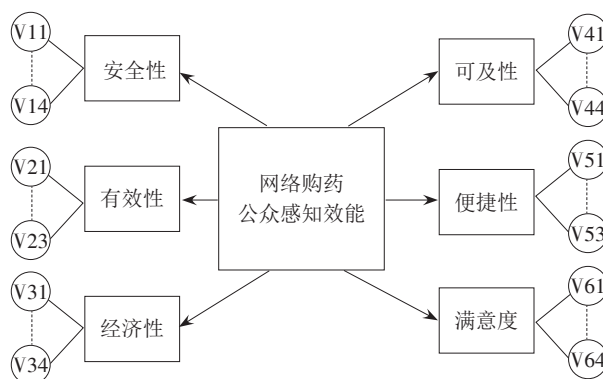 V11
安全性
V14
V41
可及性
V44
网络购药
公众感知效能
V21
有效性
V23
V51
便捷性
V53
V31
经济性
V34
V61
满意度
V64